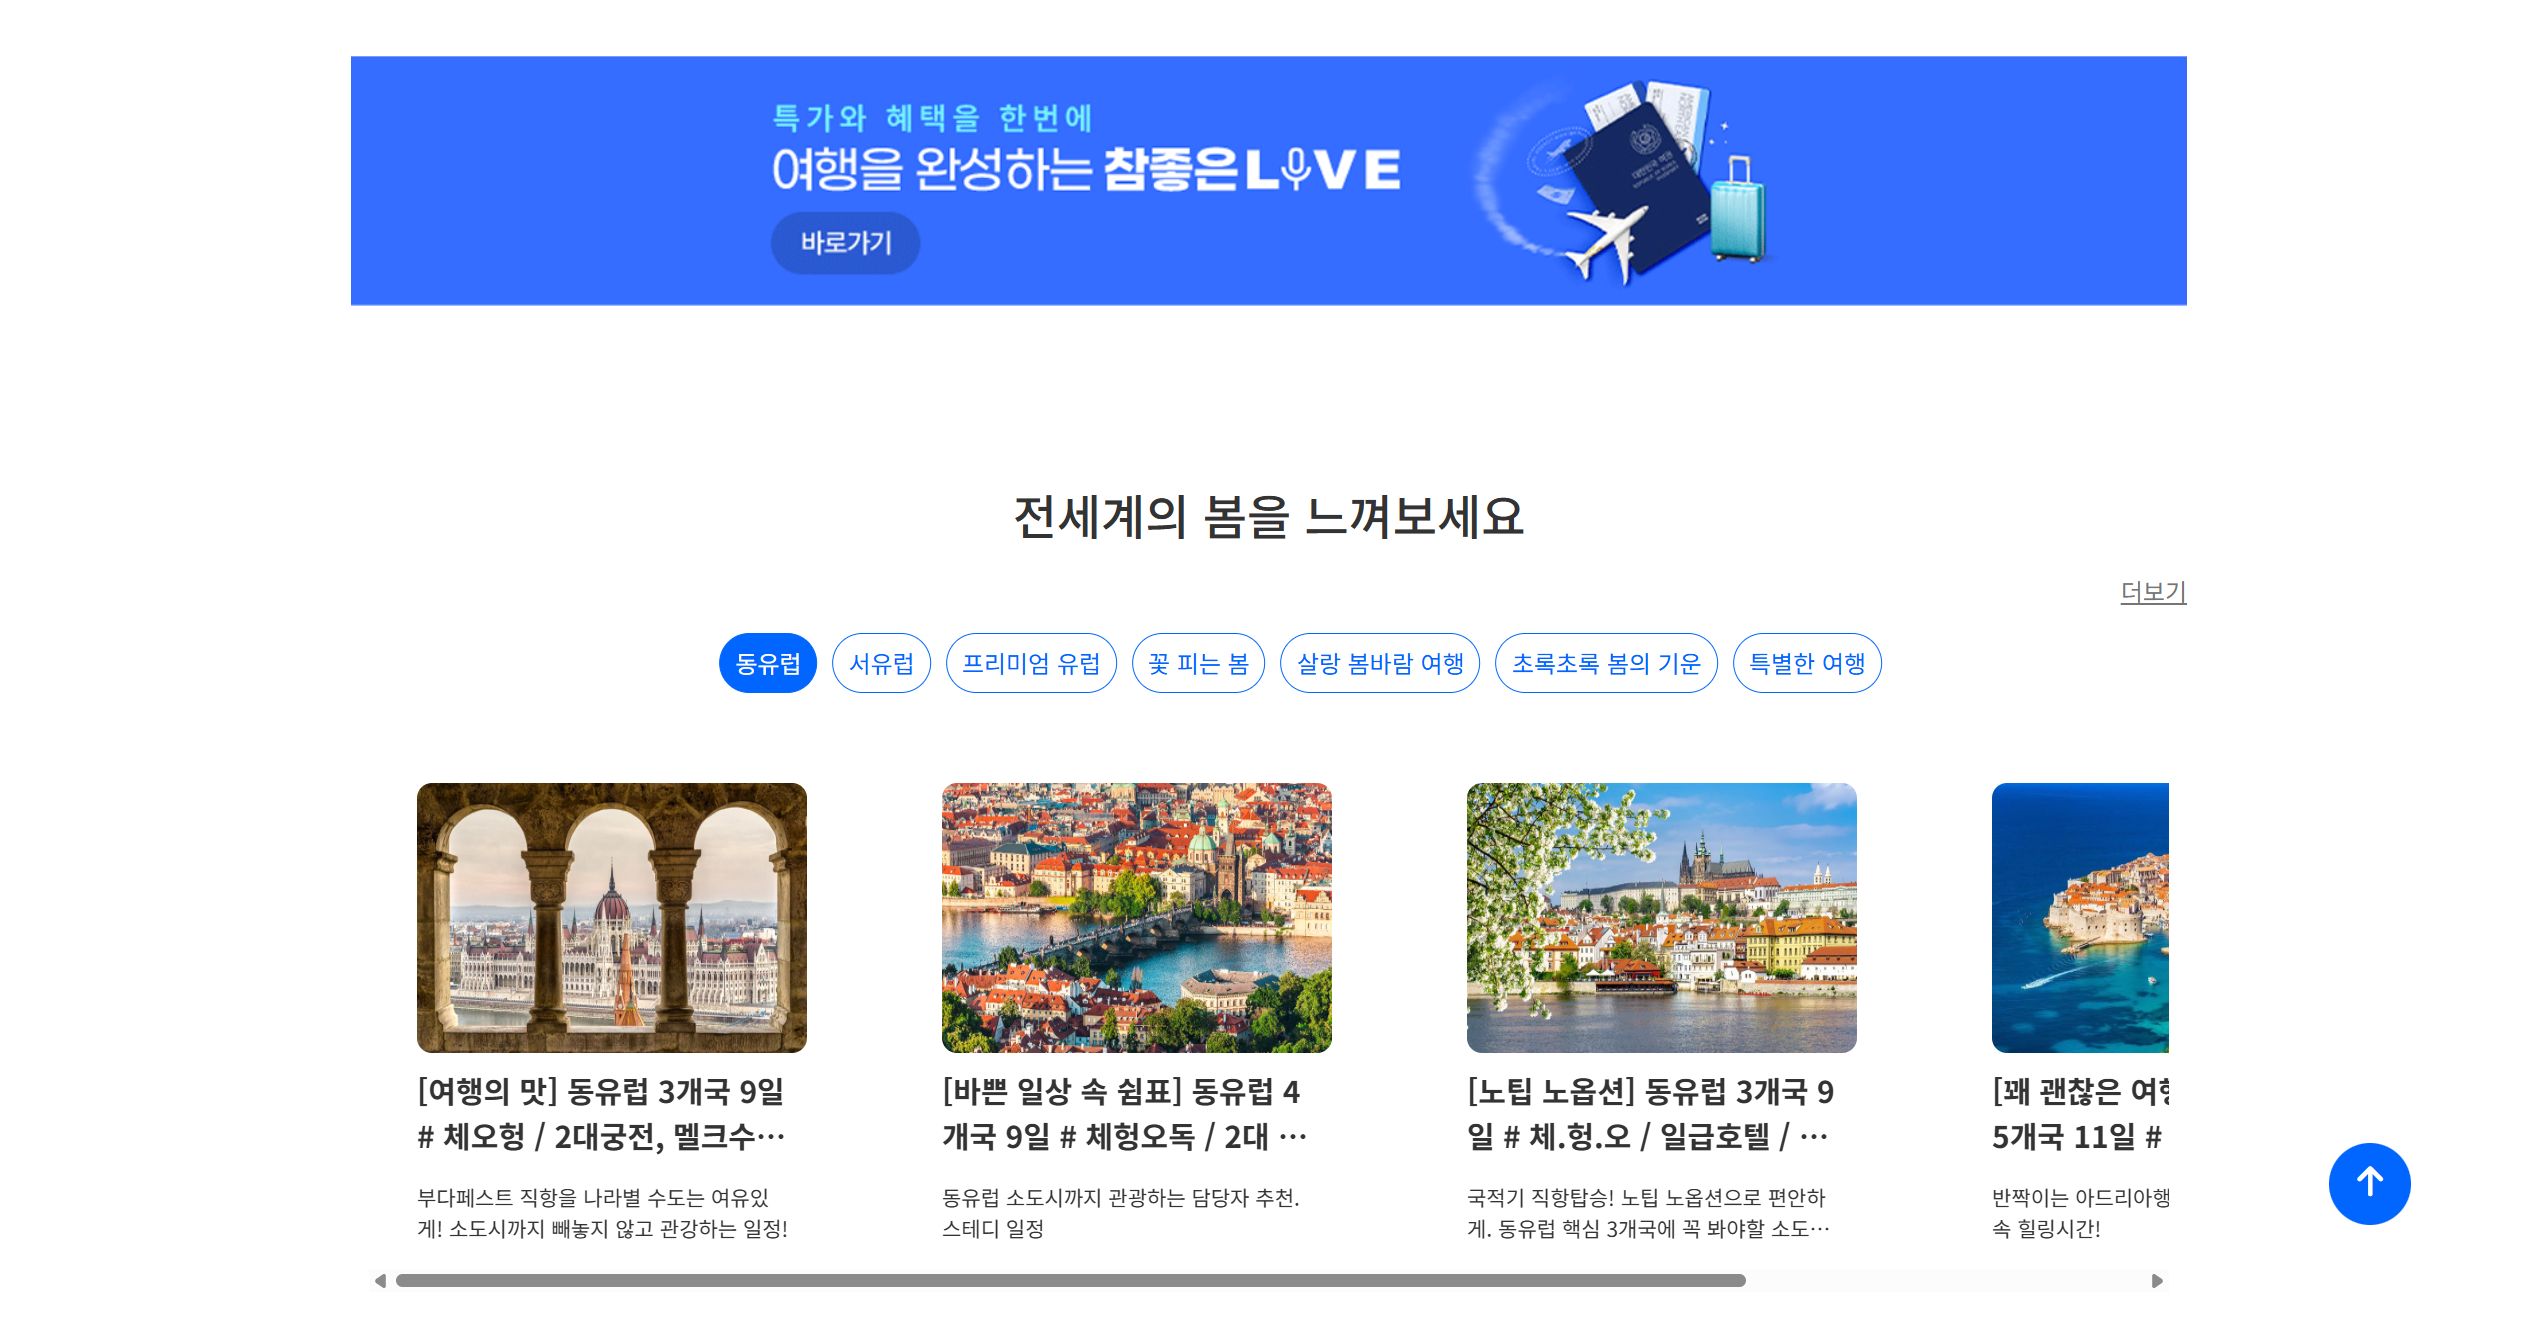 특가와 혜택을 한번에
여행을 완성하는 참좋은LIVE
바로가기
대한민국 여권
전세계의 봄을 느껴보세요
더보기
동유럽 서유럽 프리미엄 유럽 꽃 피는 봄 살랑 봄바람 여행 초록초록 봄의 기운 특별한 여행
[여행의 맛] 동유럽 3개국 9일
# 체오헝 / 2대궁전, 멜크수…
부다페스트 직항을 나라별 수도는 여유있
게! 소도시까지 빼놓지 않고 관강하는 일정!
[바쁜 일상 속 쉼표] 동유럽 4
개국 9일 # 체헝오독 / 2대 …
동유럽 소도시까지 관광하는 담당자 추천.
스테디 일정
[노팁 노옵션] 동유럽 3개국 9
일 # 체.헝.오 / 일급호텔 / …
국적기 직항탑승! 노팁 노옵션으로 편안하
게. 동유럽 핵심 3개국에 꼭 봐야할 소도…
[꽤 괜찮은 여행
5개국 11일 #
반짝이는 아드리아행
속 힐링시간!